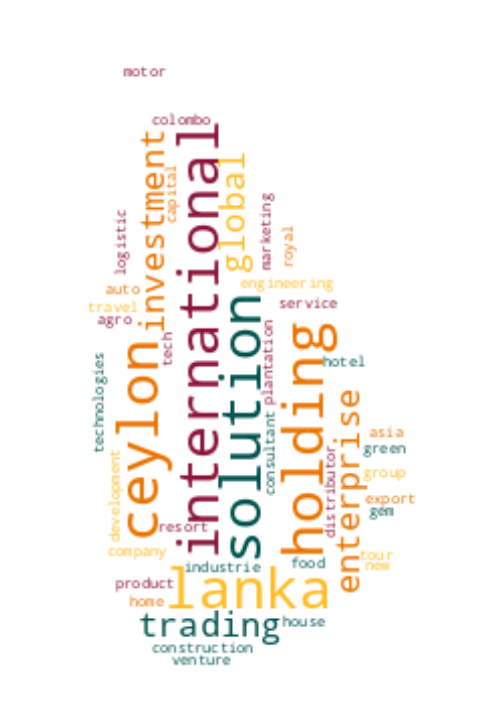 motor
colombo
investment
international
capital
global
logistic
marketing
royal
engineering
auto
travel
service
agro
tech
ceylon
solution
holding
plantation
hotel
technologies
consultant
enterprise
asia
green
development
distributor
group
export
gem
resort
company
industrie
food
tour
new
product
lanka
home
trading
house
construction
venture